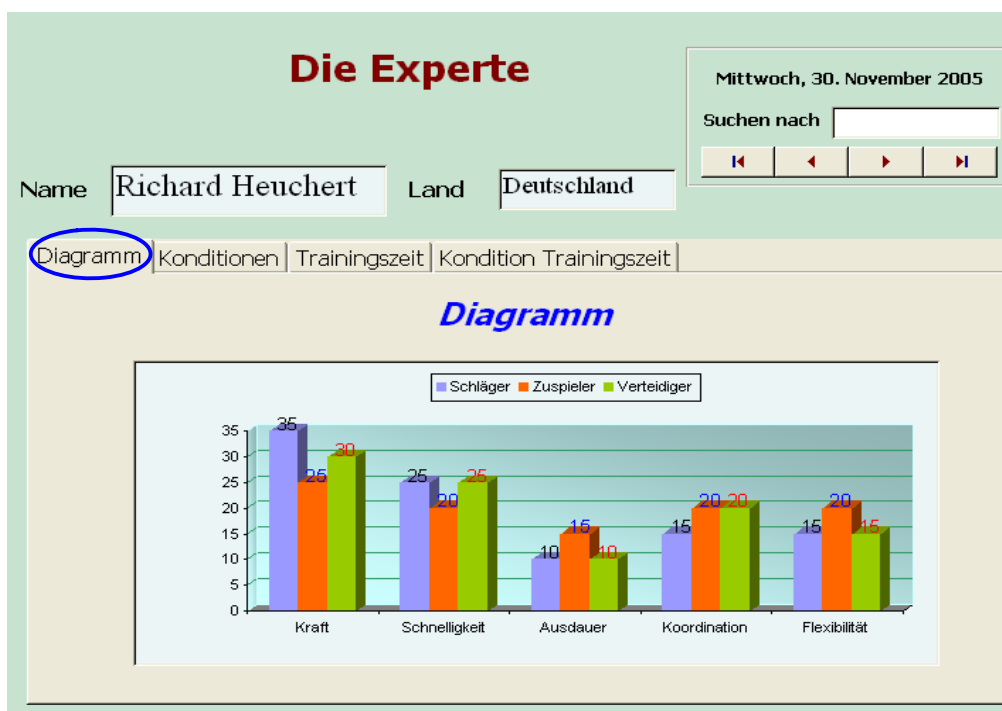 Die Experte
Mittwoch, 30. November 2005
Suchen nach
Name Richard Heuchert Land Deutschland
Diagramm Konditionen Trainingszeit Kondition Trainingszeit
Diagramm
Schläger Zuspieler Verteidiger
35
30
25
20
15
10
5
0
35 25 30
25 20 25
10 15 10
15 20 20
15 20 15
Kraft Schnelligkeit Ausdauer Koordination Flexibilität